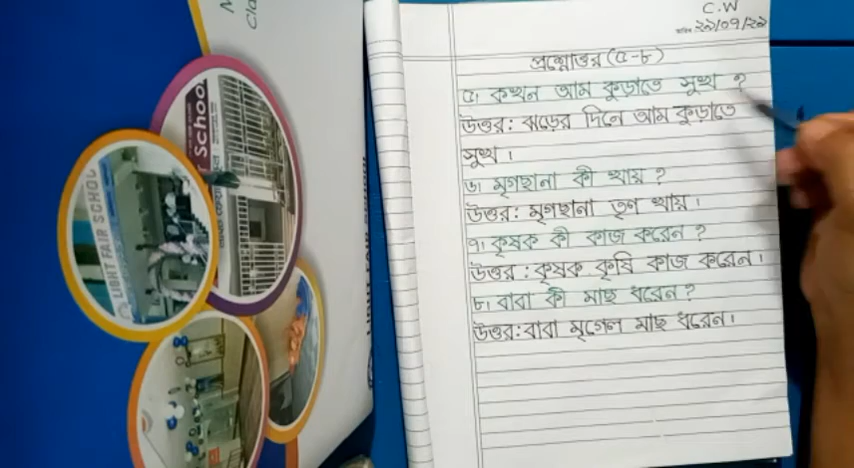 C.W
২৯/০৭/২১
প্রশ্নোত্তর (৫-৮)
৫। কখন আম কুড়াতে সুখ ?
উত্তর: ঝড়ের দিনে আম কুড়াতে
সুখ ।
৬। মৃগছানা কী খায় ?
উত্তর: মৃগছানা তৃণ খায় ।
৭। কৃষক কী কাজ করেন ?
উত্তর : কৃষক কৃষি কাজ করেন ।
৮। বাবা কী মাছ ধরেন ?
উত্তর: বাবা মৃগেল মাছ ধরেন ।
LIGHT FAIR SCHOOL
School